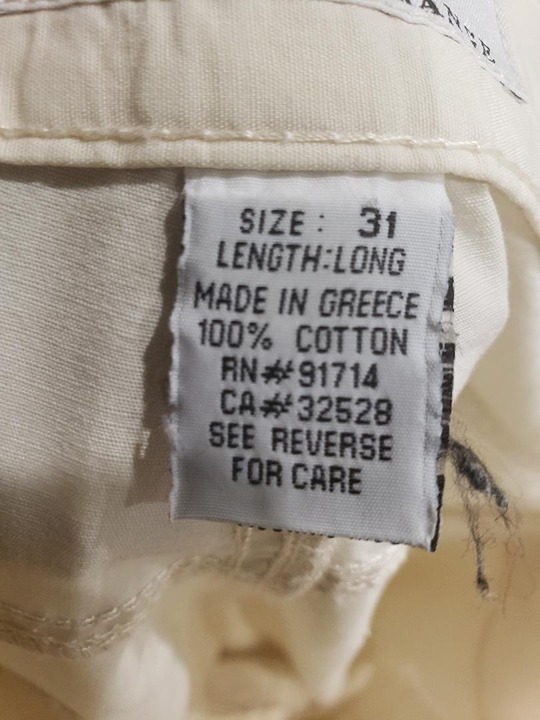 SIZE: 31
LENGTH:LONG
MADE IN GREECE
100% COTTON
RN#91714
CA#32528
SEE REVERSE
FOR CARE